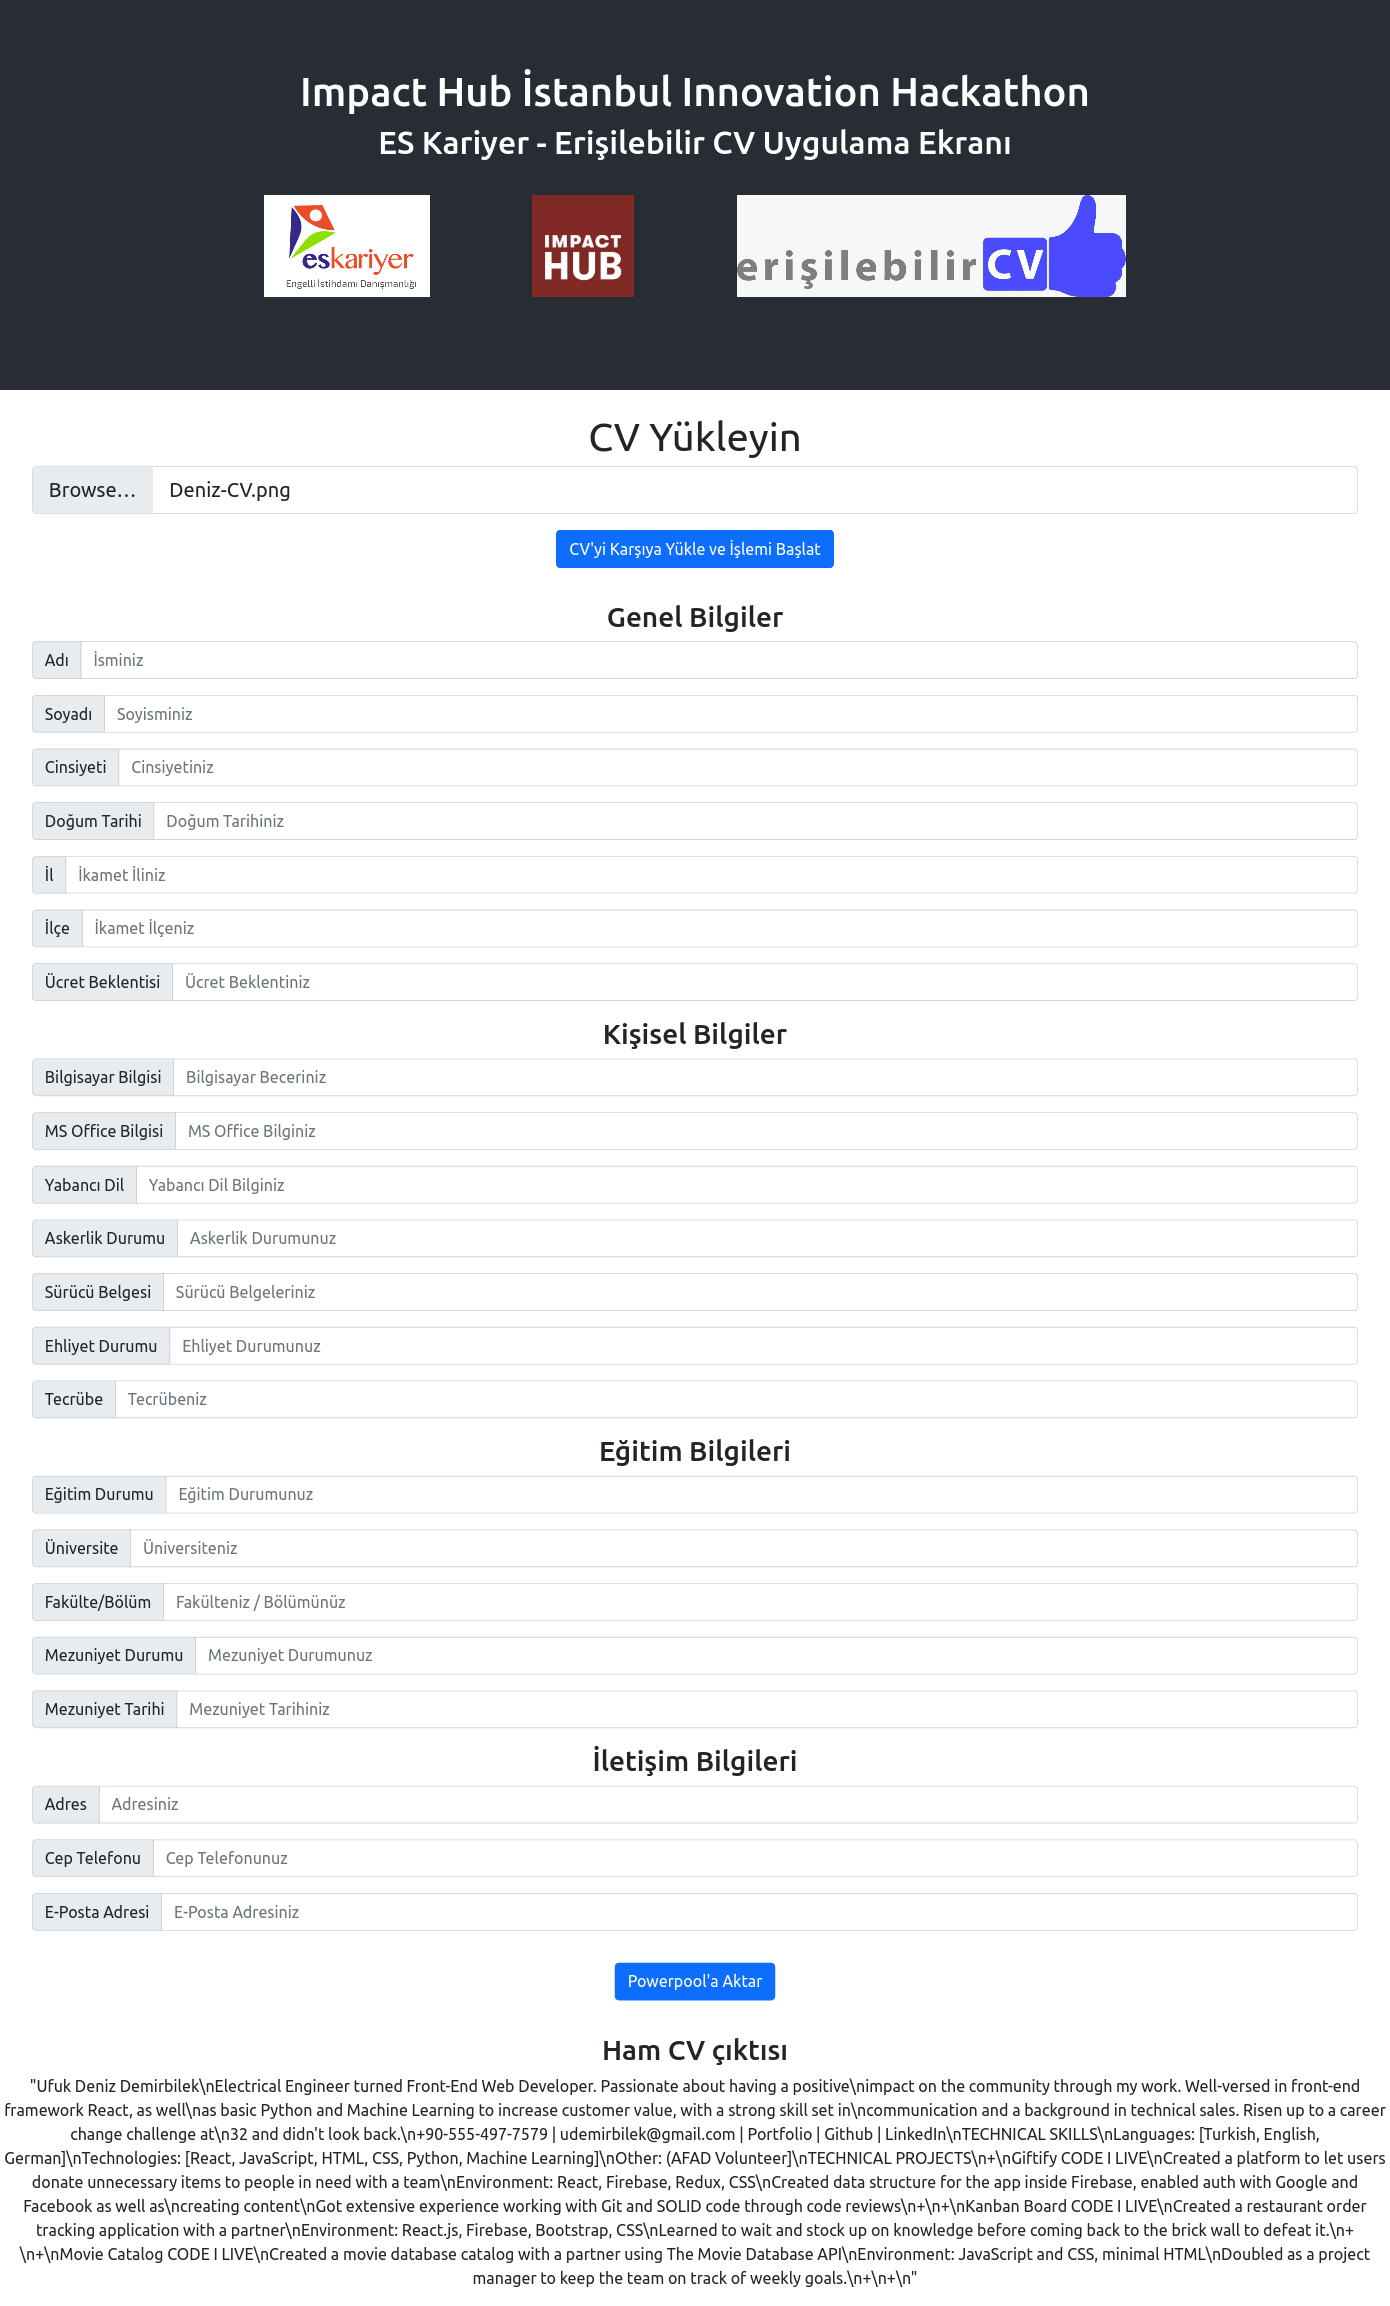 Impact Hub İstanbul Innovation Hackathon
ES Kariyer - Erişilebilir CV Uygulama Ekranı
eskariyer
Engelli İstihdamı Danışmanlığı
IMPACT
HUB
erişilebilir CV
CV Yükleyin
Browse... Deniz-CV.png
CV'yi Karşıya Yükle ve İşlemi Başlat
Genel Bilgiler
Adı İsminiz
Soyadı Soyisminiz
Cinsiyeti Cinsiyetiniz
Doğum Tarihi Doğum Tarihiniz
İl İkamet İliniz
İlçe İkamet İlçeniz
Ücret Beklentisi Ücret Beklentiniz
Kişisel Bilgiler
Bilgisayar Bilgisi Bilgisayar Beceriniz
MS Office Bilgisi MS Office Bilginiz
Yabancı Dil Yabancı Dil Bilginiz
Askerlik Durumu Askerlik Durumunuz
Sürücü Belgesi Sürücü Belgeleriniz
Ehliyet Durumu Ehliyet Durumunuz
Tecrübe Tecrübeniz
Eğitim Bilgileri
Eğitim Durumu Eğitim Durumunuz
Üniversite Üniversiteniz
Fakülte/Bölüm Fakülteniz / Bölümünüz
Mezuniyet Durumu Mezuniyet Durumunuz
Mezuniyet Tarihi Mezuniyet Tarihiniz
İletişim Bilgileri
Adres Adresiniz
Cep Telefonu Cep Telefonunuz
E-Posta Adresi E-Posta Adresiniz
Powerpool'a Aktar
Ham CV çıktısı
"Ufuk Deniz Demirbilek\nElectrical Engineer turned Front-End Web Developer. Passionate about having a positive\nimpact on the community through my work. Well-versed in front-end
framework React, as well\nas basic Python and Machine Learning to increase customer value, with a strong skill set in\ncommunication and a background in technical sales. Risen up to a career
change challenge at\n32 and didn't look back.\n+90-555-497-7579 | udemirbilek@gmail.com | Portfolio | Github | LinkedIn\nTECHNICAL SKILLS\nLanguages: [Turkish, English,
German]\nTechnologies: [React, JavaScript, HTML, CSS, Python, Machine Learning]\nOther: (AFAD Volunteer]\nTECHNICAL PROJECTS\n+\nGiftify CODE I LIVE\nCreated a platform to let users
donate unnecessary items to people in need with a team\nEnvironment: React, Firebase, Redux, CSS\nCreated data structure for the app inside Firebase, enabled auth with Google and
Facebook as well as\ncreating content\nGot extensive experience working with Git and SOLID code through code reviews\n+\n+\nKanban Board CODE I LIVE\nCreated a restaurant order
tracking application with a partner\nEnvironment: React.js, Firebase, Bootstrap, CSS\nLearned to wait and stock up on knowledge before coming back to the brick wall to defeat it.\n+
\n+\nMovie Catalog CODE I LIVE\nCreated a movie database catalog with a partner using The Movie Database API\nEnvironment: JavaScript and CSS, minimal HTML\nDoubled as a project
manager to keep the team on track of weekly goals.\n+\n+\n"